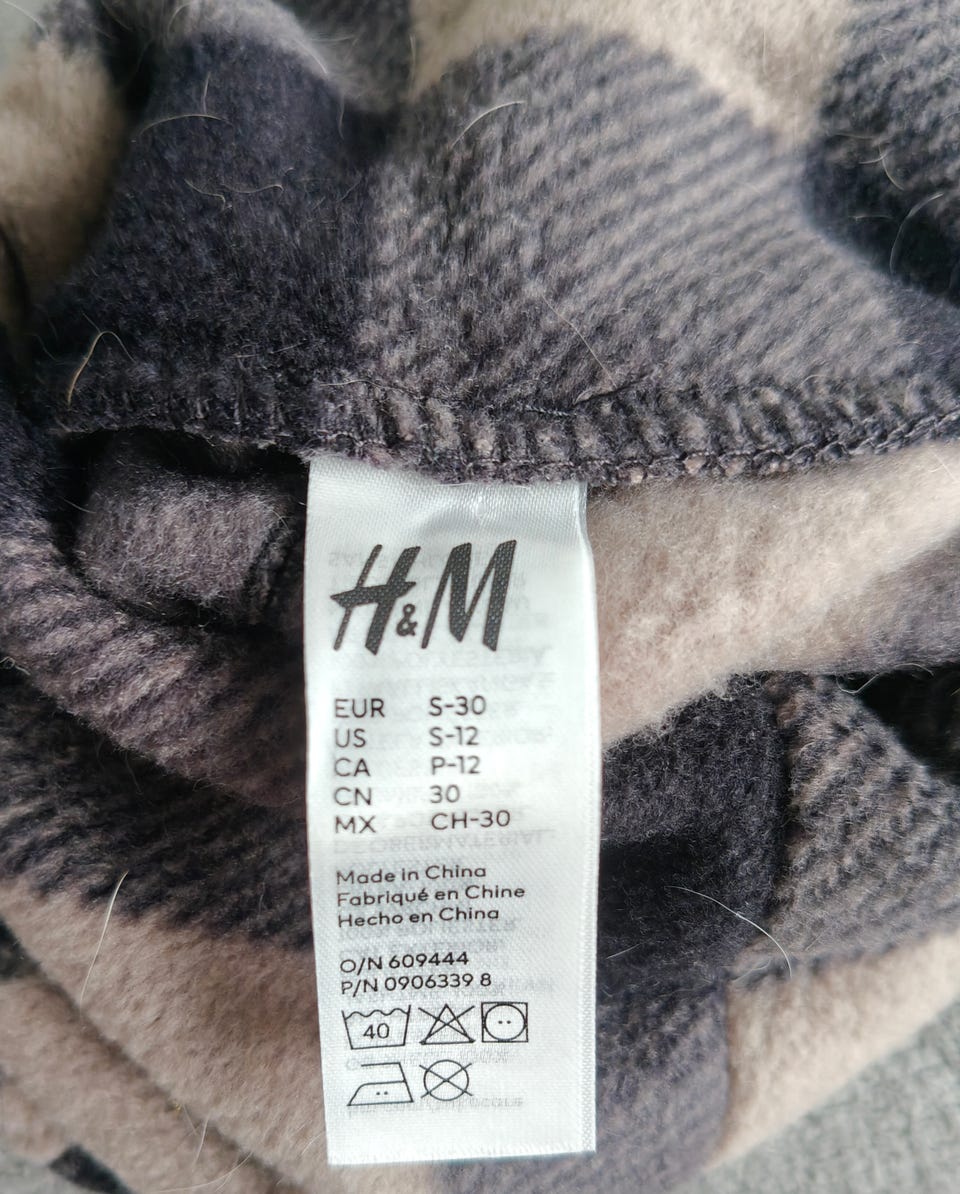 H&M
EUR S-30
US S-12
CA P-12
CN 30
MX CH-30
Made in China
Fabriqué en Chine
Hecho en China
O/N 609444
P/N 0906339 8
40